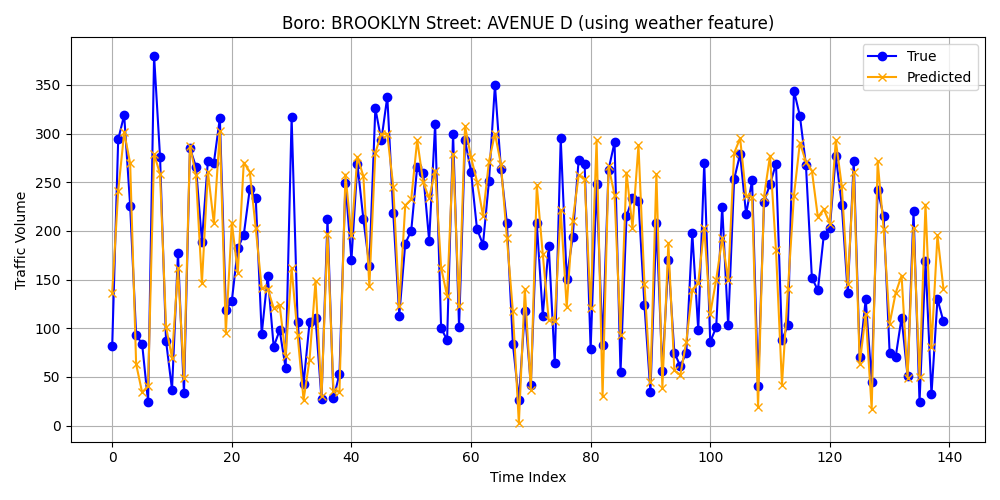 Boro: BROOKLYN Street: AVENUE D (using weather feature)
True
Predicted
Traffic Volume
350
300
250
200
150
100
50
0
0 20 40 60 80 100 120 140
Time Index